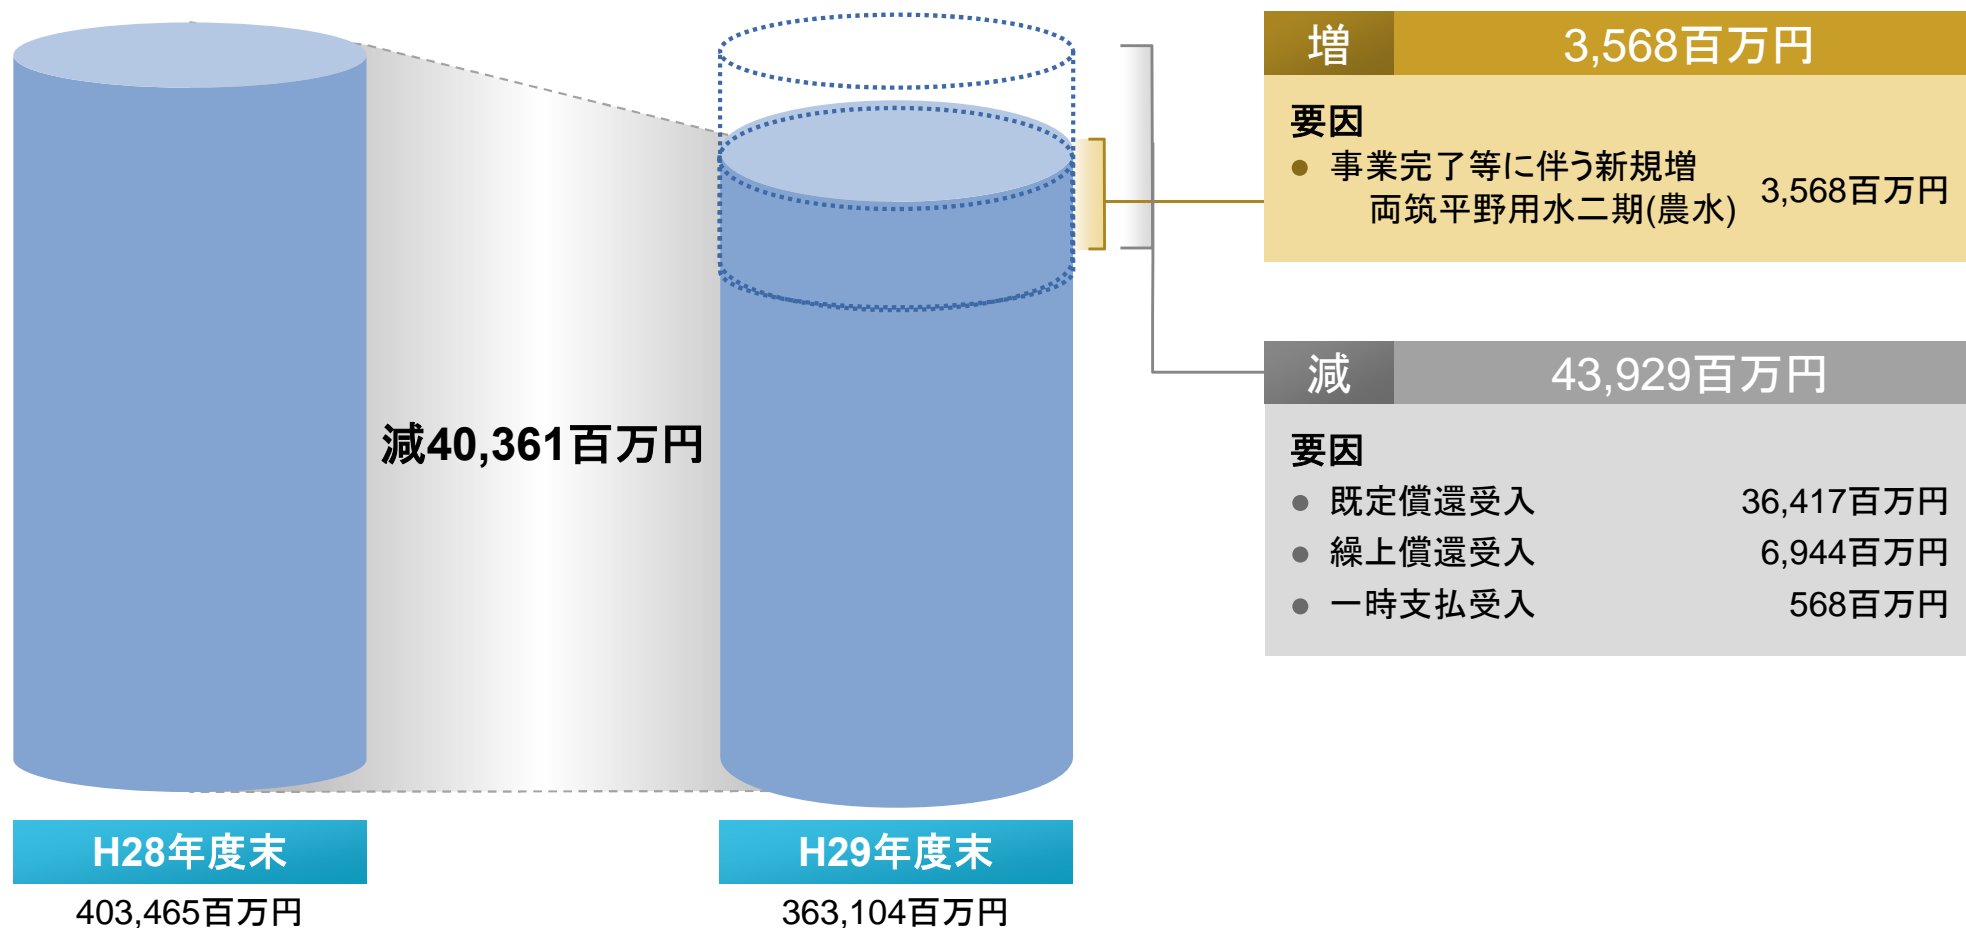 増 3,568百万円
要因
● 事業完了等に伴う新規増
両筑平野用水二期(農水) 3,568百万円
減 43,929百万円
要因
● 既定償還受入 36,417百万円
● 繰上償還受入 6,944百万円
● 一時支払受入 568百万円
減40,361百万円
H28年度末
403,465百万円
H29年度末
363,104百万円